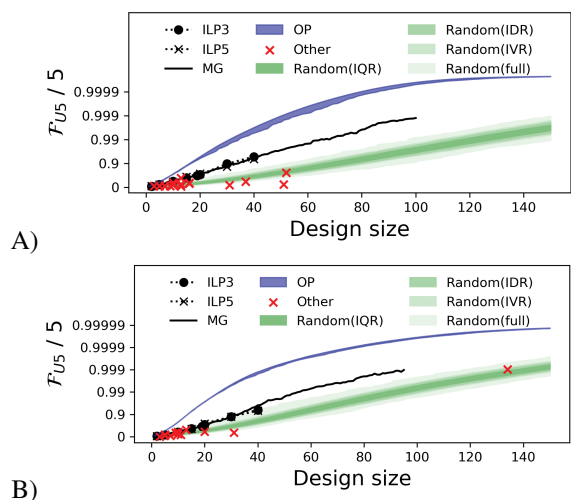 ILP3 OP Random(IDR)
ILP5 Other Random(IVR)
MG Random(IQR) Random(full)
0.9999
0.999
0.99
0.9
0
F_U5 / 5
0 20 40 60 80 100 120 140
Design size
A)
ILP3 OP Random(IDR)
ILP5 Other Random(IVR)
MG Random(IQR) Random(full)
0.99999
0.9999
0.999
0.99
0.9
0
F_U5 / 5
0 20 40 60 80 100 120 140
Design size
B)